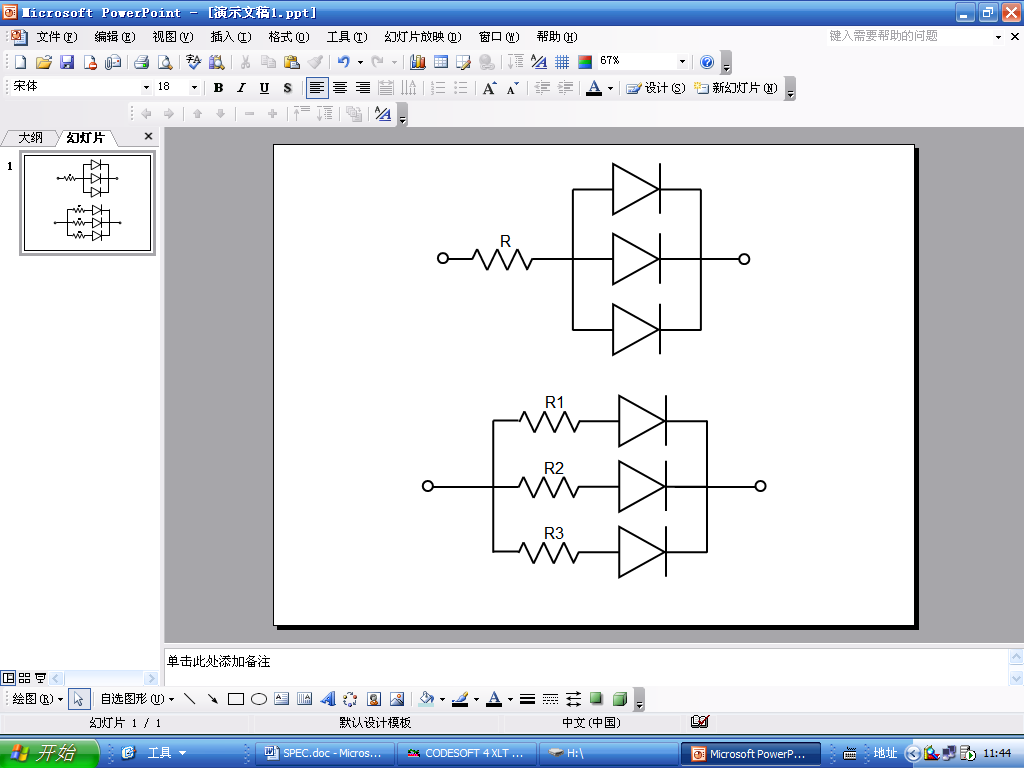 Microsoft PowerPoint - [演示文稿1.ppt]
文件(F) 编辑(E) 视图(V) 插入(I) 格式(O) 工具(T) 幻灯片放映(D) 窗口(W) 帮助(H) 键入需要帮助的问题
67%
宋体 18 B I U S A A A 设计(S) 新幻灯片(N)
大纲 幻灯片
1
R
R1
R2
R3
单击此处添加备注
绘图(R) 自选图形(U) A
幻灯片 1 / 1 默认设计模板 中文(中国)
开始 工具 SPEC.doc - Micros... CODESOFT 4 XLT ... H:\ Microsoft PowerP... 地址 11:44